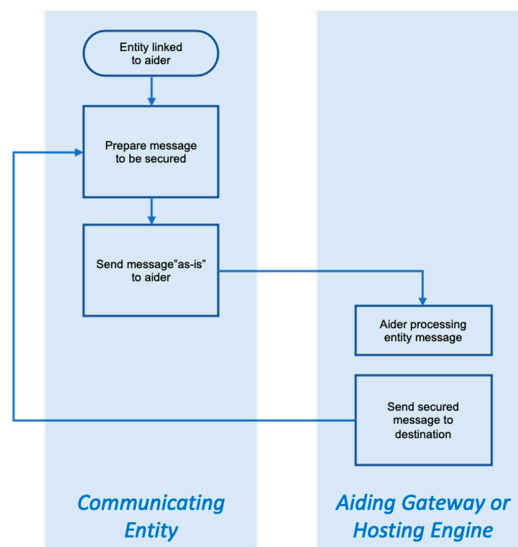 Entity linked
to aider
Prepare message
to be secured
Send message"as-is"
to aider
Aider processing
entity message
Send secured
message to
destination
Communicating
Entity
Aiding Gateway or
Hosting Engine